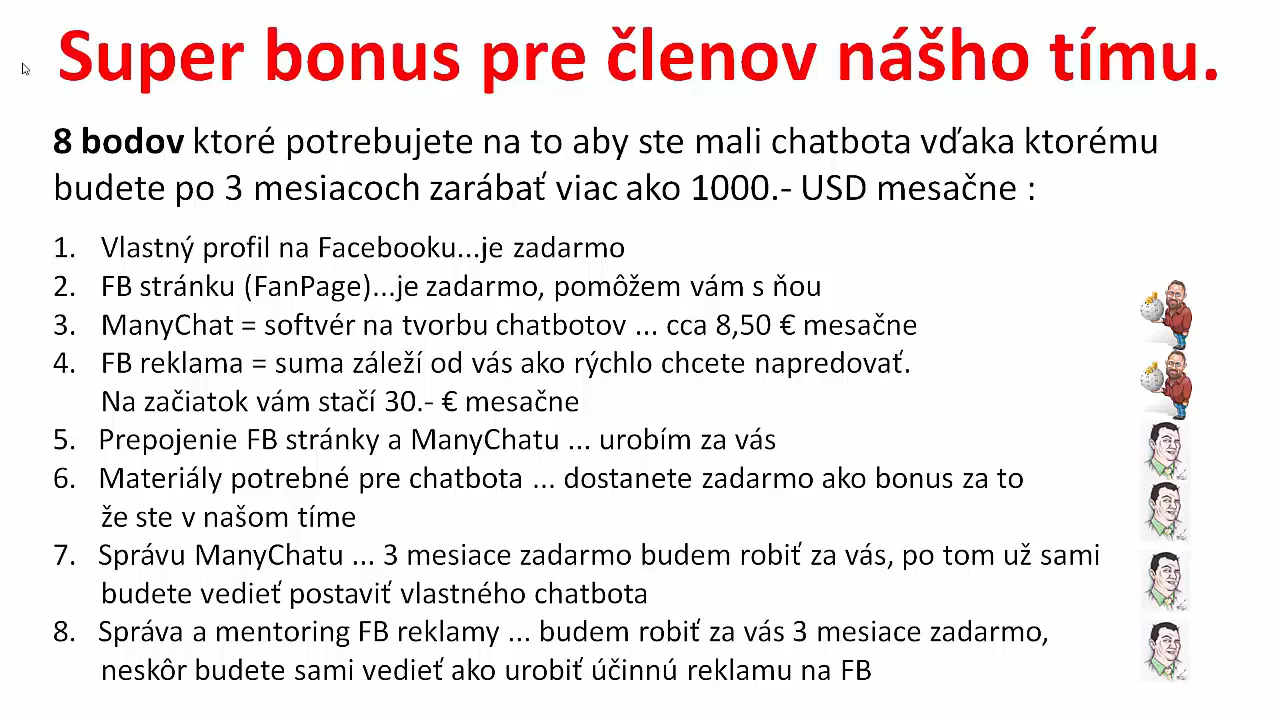 Super bonus pre členov nášho tímu.
8 bodov ktoré potrebujete na to aby ste mali chatbota vďaka ktorému
budete po 3 mesiacoch zarábať viac ako 1000.- USD mesačne :
1. Vlastný profil na Facebooku...je zadarmo
2. FB stránku (FanPage)...je zadarmo, pomôžem vám s ňou
3. ManyChat = softvér na tvorbu chatbotov ... cca 8,50 € mesačne
4. FB reklama = suma záleží od vás ako rýchlo chcete napredovať.
Na začiatok vám stačí 30.- € mesačne
5. Prepojenie FB stránky a ManyChatu ... urobím za vás
6. Materiály potrebné pre chatbota ... dostanete zadarmo ako bonus za to
že ste v našom tíme
7. Správu ManyChatu ... 3 mesiace zadarmo budem robiť za vás, po tom už sami
budete vedieť postaviť vlastného chatbota
8. Správa a mentoring FB reklamy ... budem robiť za vás 3 mesiace zadarmo,
neskôr budete sami vedieť ako urobiť účinnú reklamu na FB